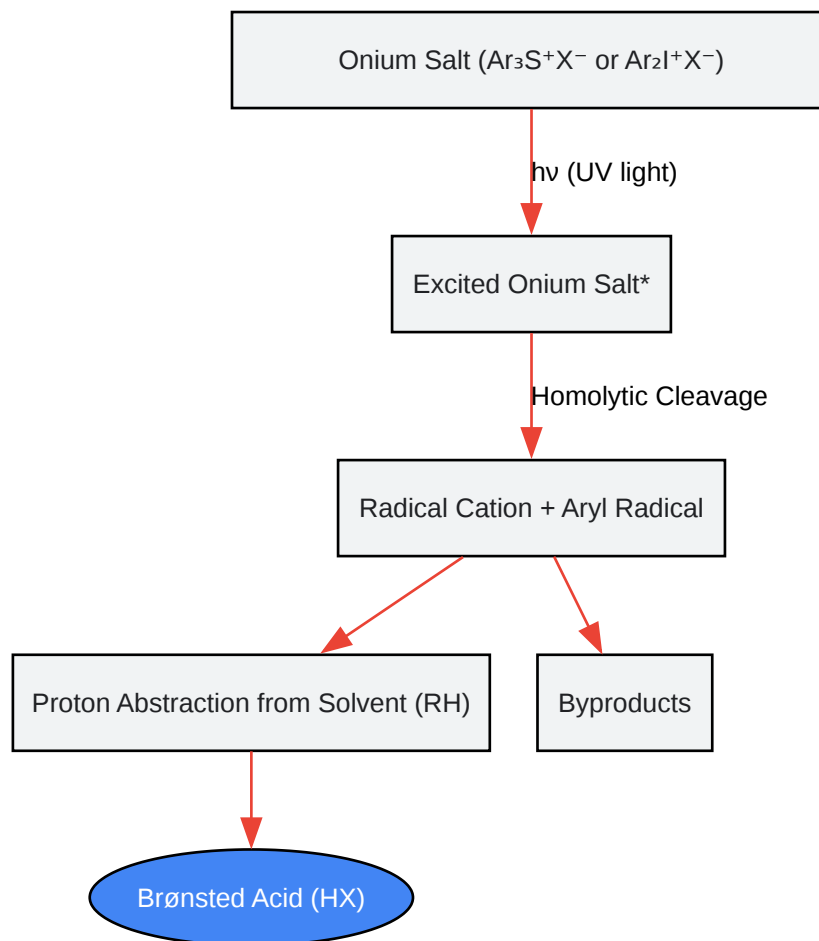 Onium Salt (Ar₃S⁺X⁻ or Ar₂I⁺X⁻)
hν (UV light)
Excited Onium Salt*
Homolytic Cleavage
Radical Cation + Aryl Radical
Proton Abstraction from Solvent (RH)
Byproducts
Brønsted Acid (HX)